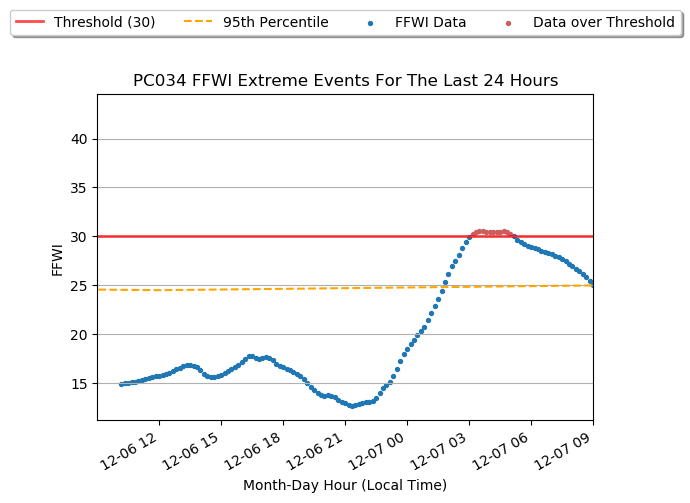 Threshold (30) 95th Percentile FFWI Data Data over Threshold
PC034 FFWI Extreme Events For The Last 24 Hours
40
35
30
25
20
15
FFWI
12-06 12 12-06 15 12-06 18 12-06 21 12-07 00 12-07 03 12-07 06 12-07 09
Month-Day Hour (Local Time)